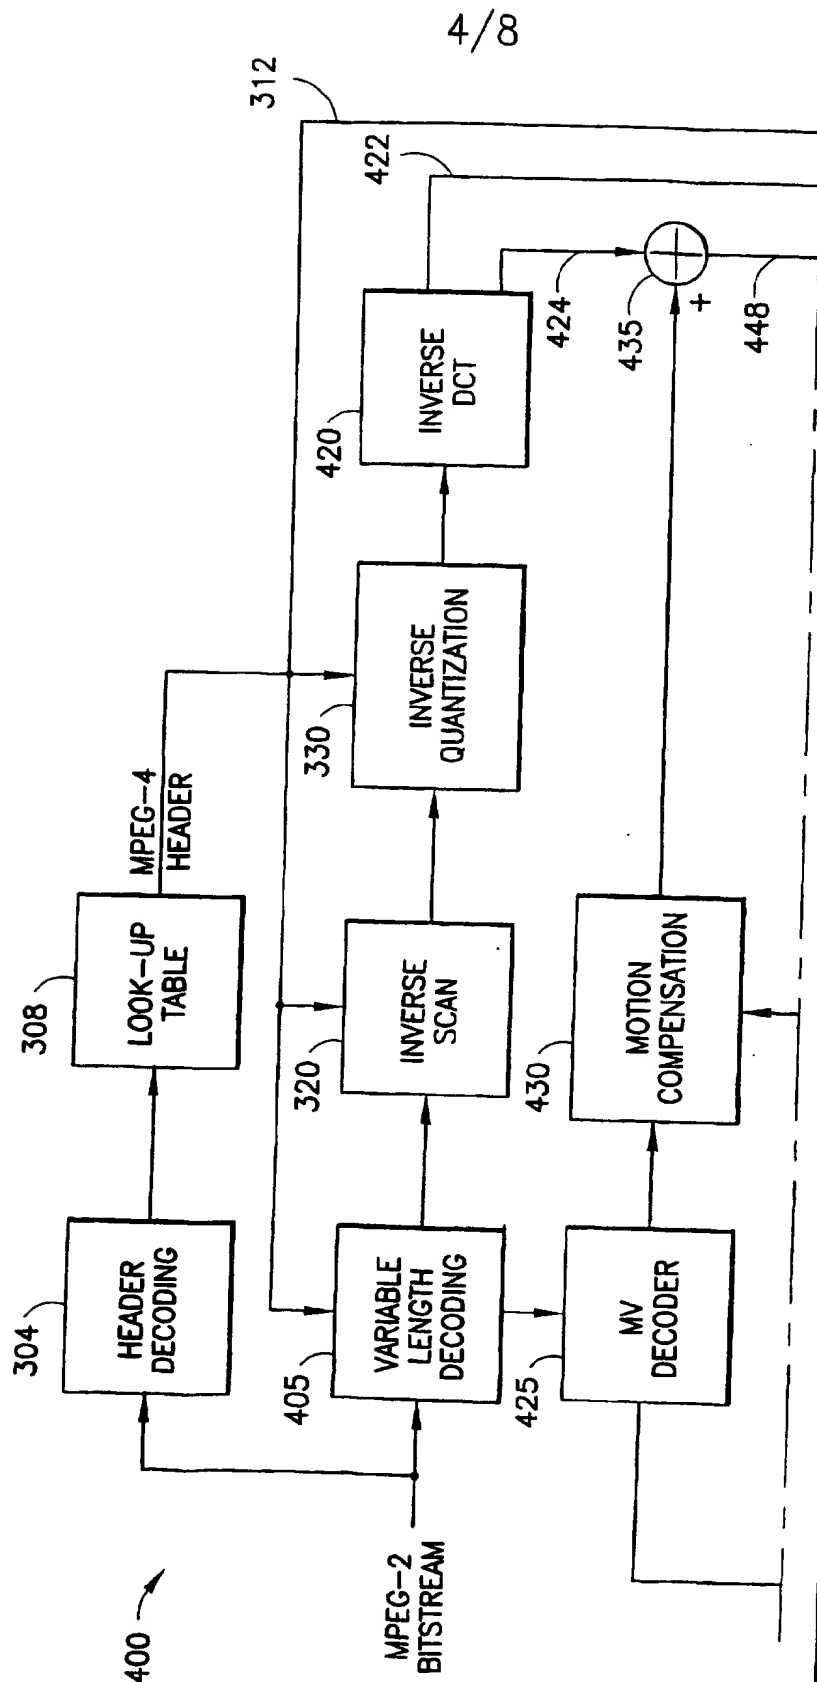 4/8
400
MPEG-2
BITSTREAM
304
HEADER
DECODING
308
LOOK-UP
TABLE
MPEG-4
HEADER
312
405
VARIABLE
LENGTH
DECODING
320
INVERSE
SCAN
330
INVERSE
QUANTIZATION
420
INVERSE
DCT
422
424
425
MV
DECODER
430
MOTION
COMPENSATION
435
+
448